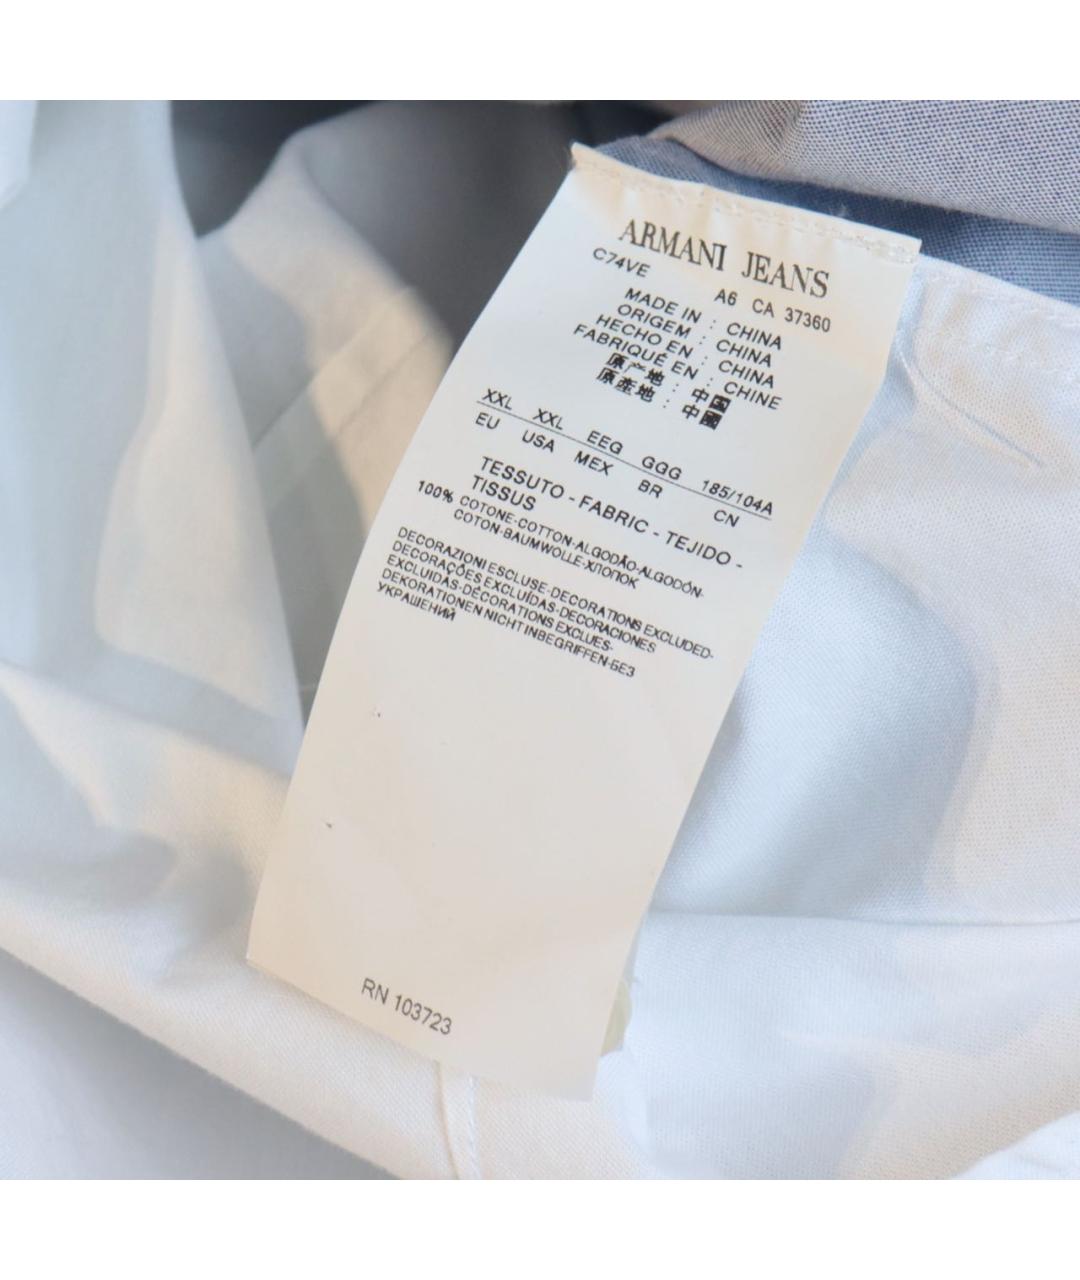 ARMANI JEANS
C74VE A6 CA 37360
MADE IN : CHINA
ORIGEM : CHINA
HECHO EN : CHINA
FABRIQUÉ EN : CHINE
原产地 : 中国
原產地 : 中國
XXL XXL EEG GGG 185/104A
EU USA MEX BR CN
TESSUTO - FABRIC - TEJIDO -
TISSUS
100% COTONE-COTTON-ALGODÃO-ALGODÓN-
COTON-BAUMWOLLE-ХЛОПОК
DECORAZIONI ESCLUSE-DECORATIONS EXCLUDED-
DECORAÇÕES EXCLUÍDAS-DECORACIONES
EXCLUIDAS-DÉCORATIONS EXCLUES-
DEKORATIONEN NICHT INBEGRIFFEN-БЕЗ
УКРАШЕНИЙ
RN 103723